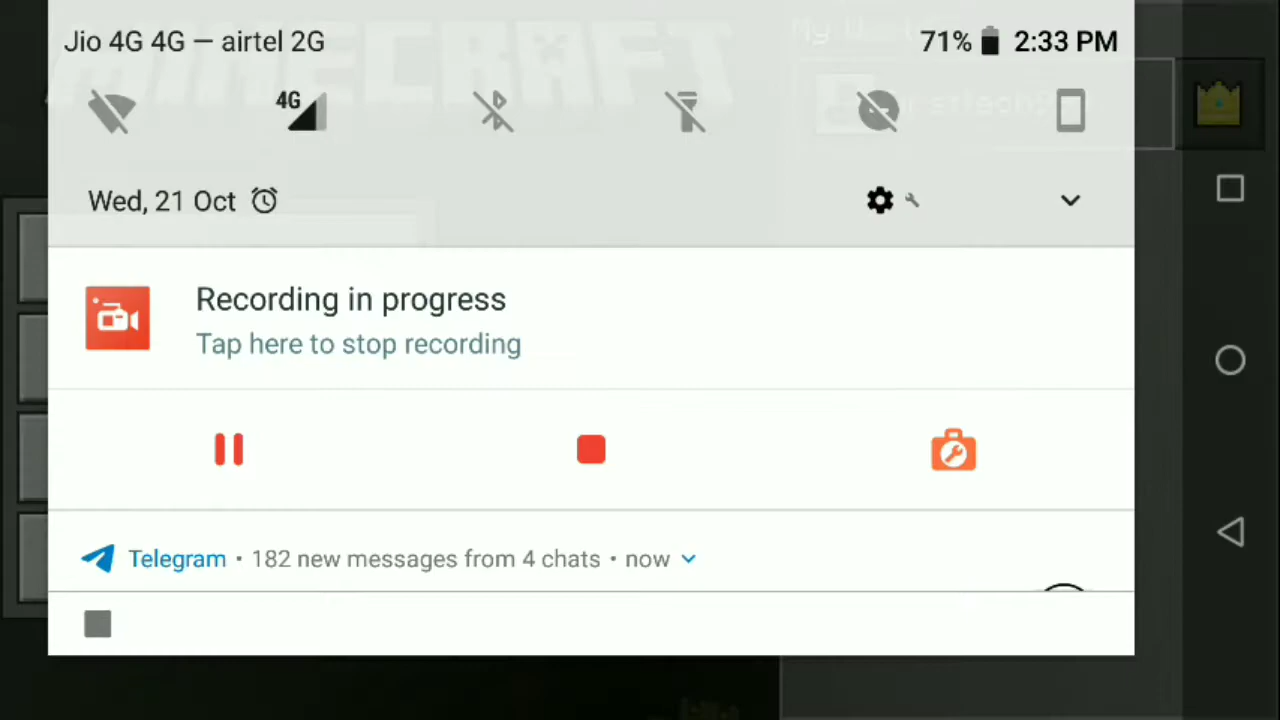 Jio 4G 4G — airtel 2G
71% 2:33 PM
4G
MINECRAFT
Wed, 21 Oct
Recording in progress
Tap here to stop recording
Telegram • 182 new messages from 4 chats • now